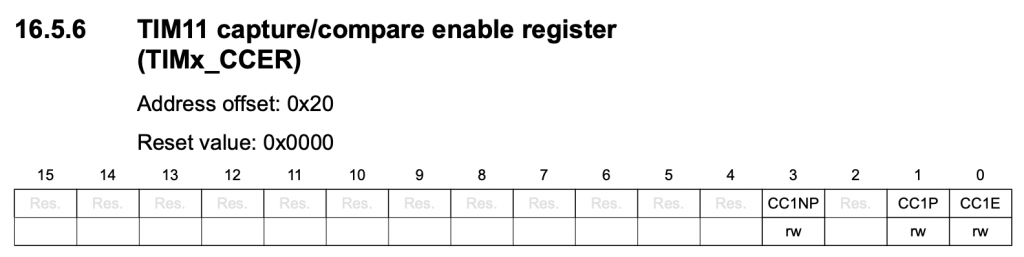 16.5.6 TIM11 capture/compare enable register
(TIMx_CCER)
Address offset: 0x20
Reset value: 0x0000
15 14 13 12 11 10 9 8 7 6 5 4 3 2 1 0
Res. Res. Res. Res. Res. Res. Res. Res. Res. Res. Res. Res. CC1NP Res. CC1P CC1E
rw rw rw